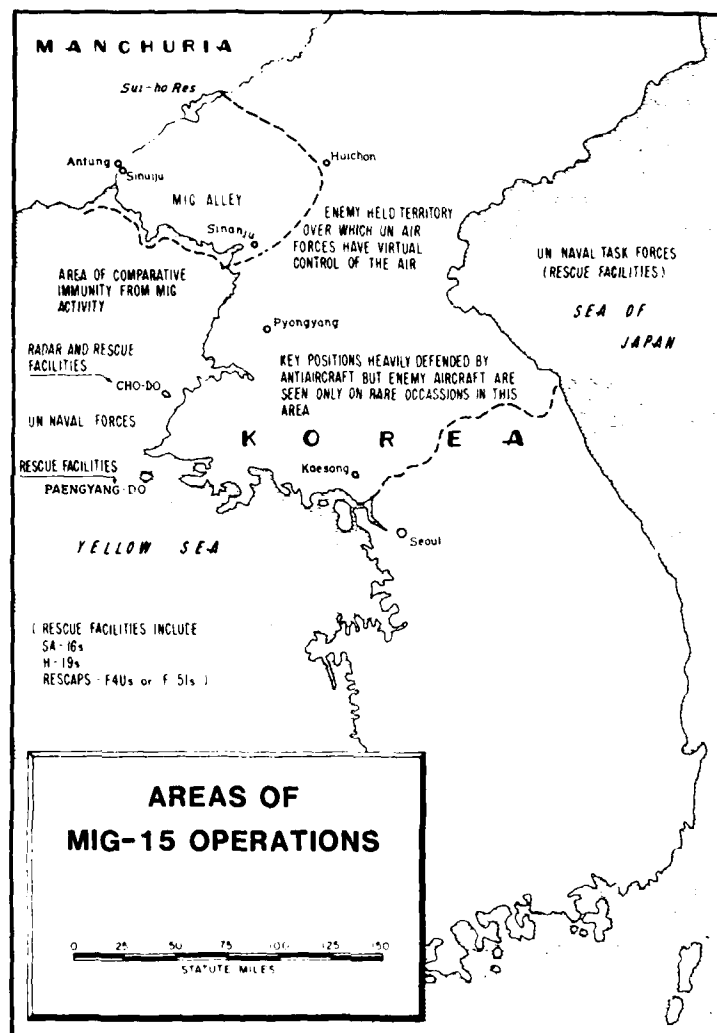 MANCHURIA
Sui-ho Res
Antung
Sinuiju
Huichon
MIG ALLEY
Sinanju
ENEMY HELD TERRITORY
OVER WHICH UN AIR
FORCES HAVE VIRTUAL
CONTROL OF THE AIR
UN NAVAL TASK FORCES
(RESCUE FACILITIES)
SEA OF
JAPAN
AREA OF COMPARATIVE
IMMUNITY FROM MIG
ACTIVITY
Pyongyang
RADAR AND RESCUE
FACILITIES
CHO-DO
KEY POSITIONS HEAVILY DEFENDED BY
ANTIAIRCRAFT BUT ENEMY AIRCRAFT ARE
SEEN ONLY ON RARE OCCASSIONS IN THIS
AREA
UN NAVAL FORCES
KOREA
RESCUE FACILITIES
PAENGYANG-DO
Kaesong
Seoul
YELLOW SEA
( RESCUE FACILITIES INCLUDE
SA-16s
H-19s
RESCAPS - F4Us or F 51s )
AREAS OF
MIG-15 OPERATIONS
0 25 50 75 100 125 150
STATUTE MILES